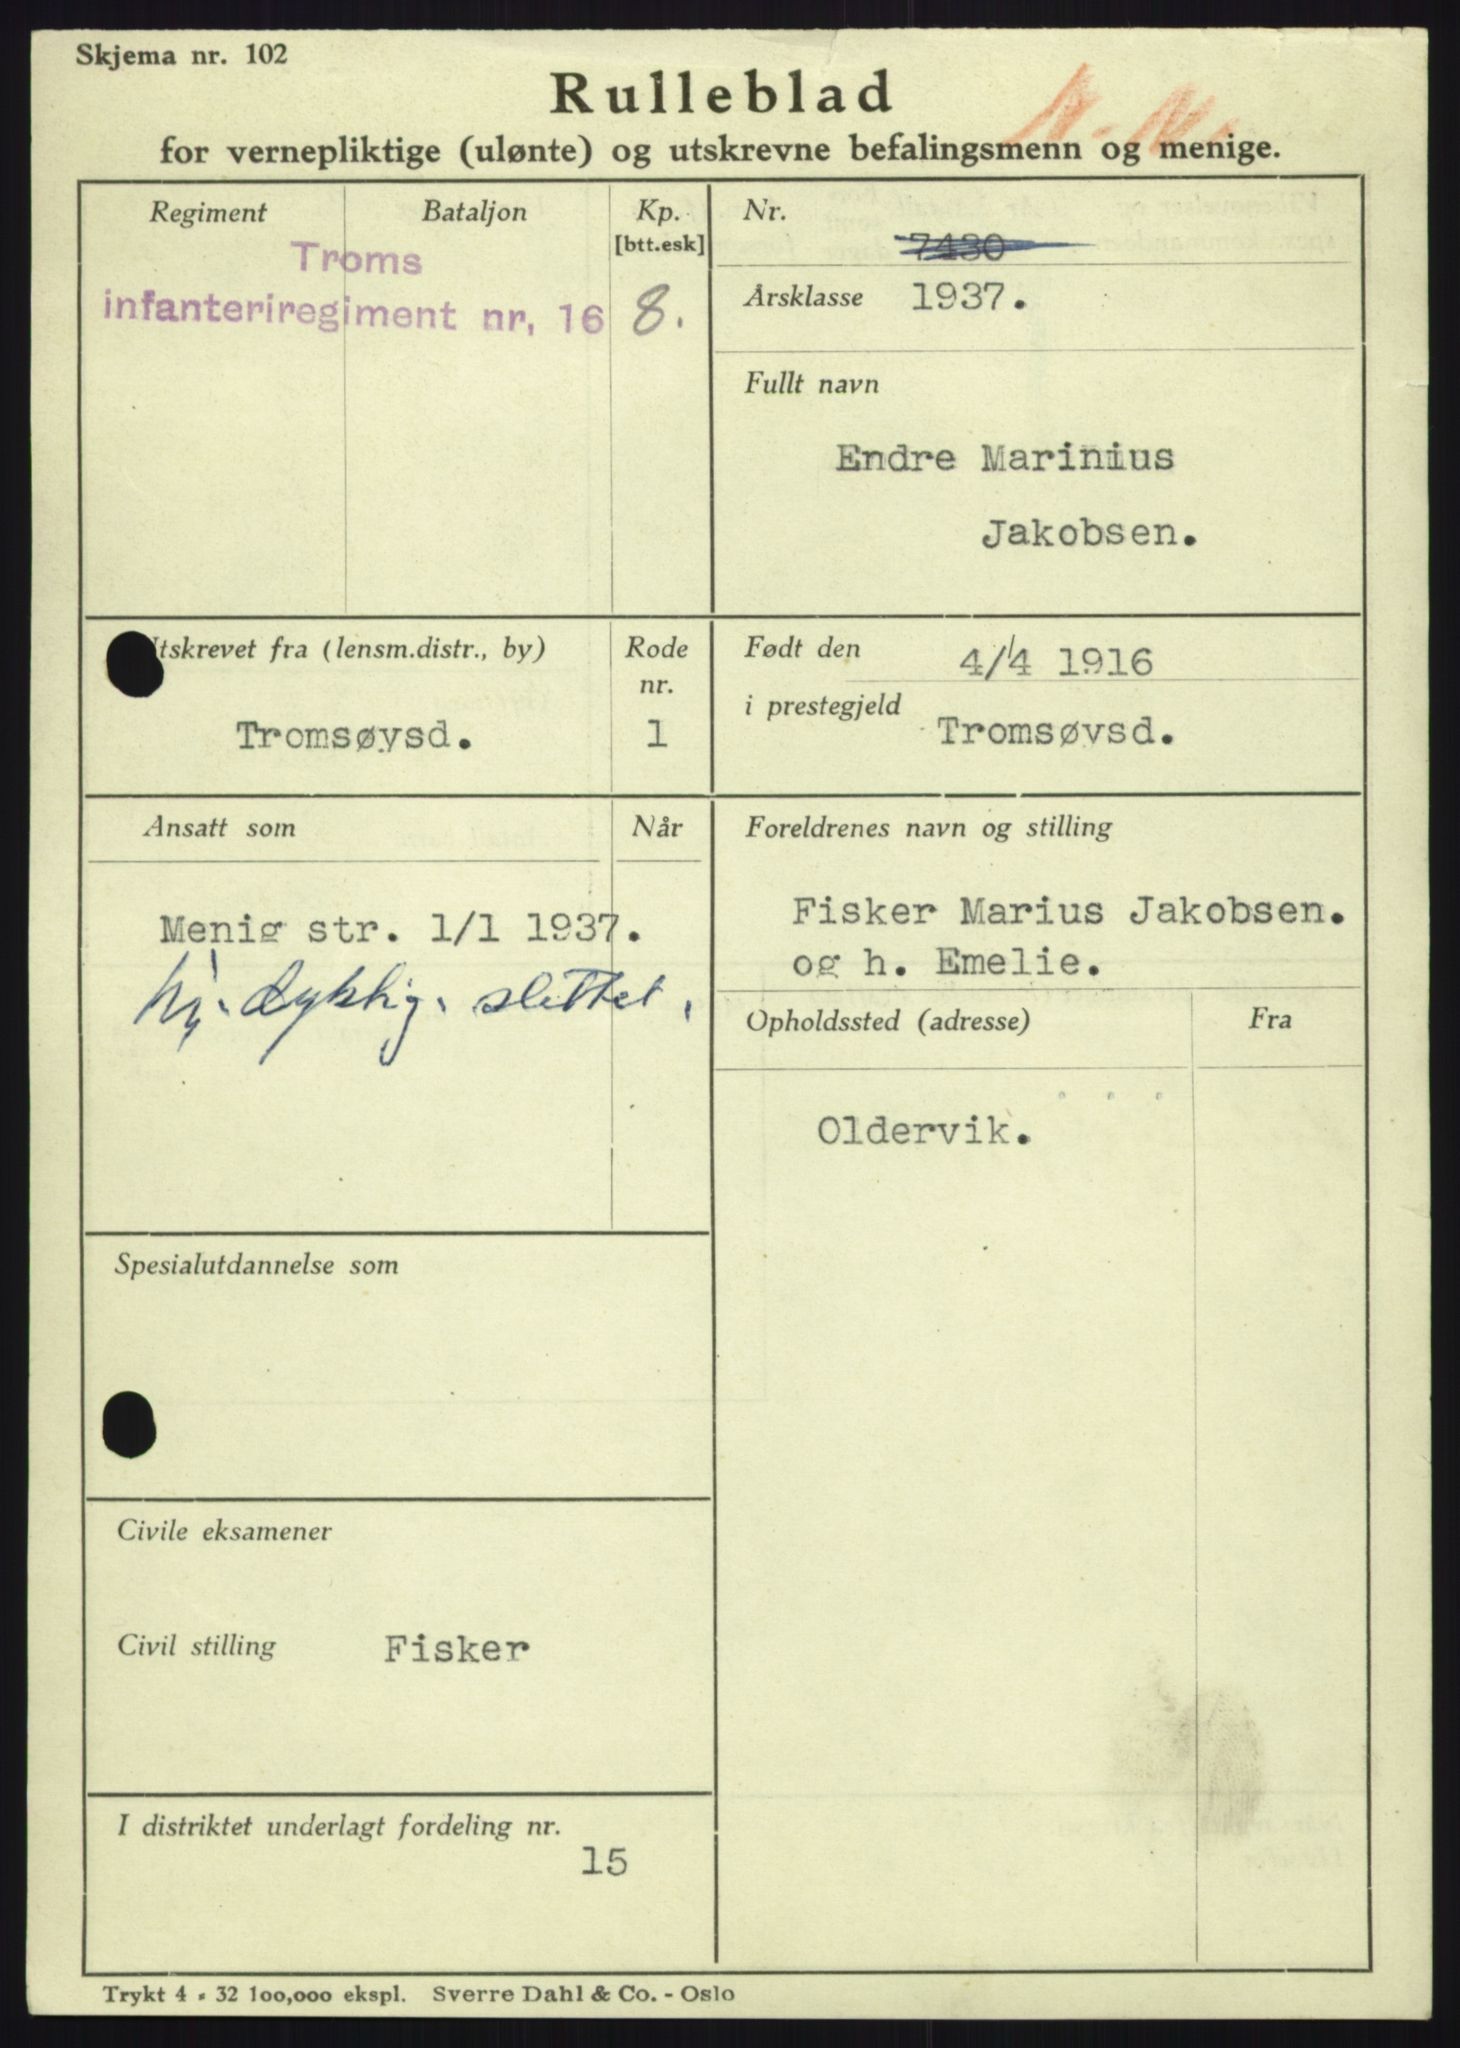 Skjema nr. 102
Rulleblad
for vernepliktige (ulønte) og utskrevne befalingsmenn og menige.
Regiment Bataljon Kp. [btt.esk]
Troms
infanteriregiment nr, 16 8.
Nr. 7430
Årsklasse 1937.
Fullt navn
Endre Marinius
Jakobsen.
Utskrevet fra (lensm.distr., by) Rode nr.
Tromsøysd. 1
Født den 4/4 1916
i prestegjeld Tromsøysd.
Ansatt som Når
Menig str. 1/1 1937.
slettet.
Foreldrenes navn og stilling
Fisker Marius Jakobsen.
og h. Emelie.
Opholdssted (adresse) Fra
Oldervik.
Spesialutdannelse som
Civile eksamener
Civil stilling Fisker
I distriktet underlagt fordeling nr.
15
Trykt 4 - 32 100,000 ekspl. Sverre Dahl & Co. - Oslo